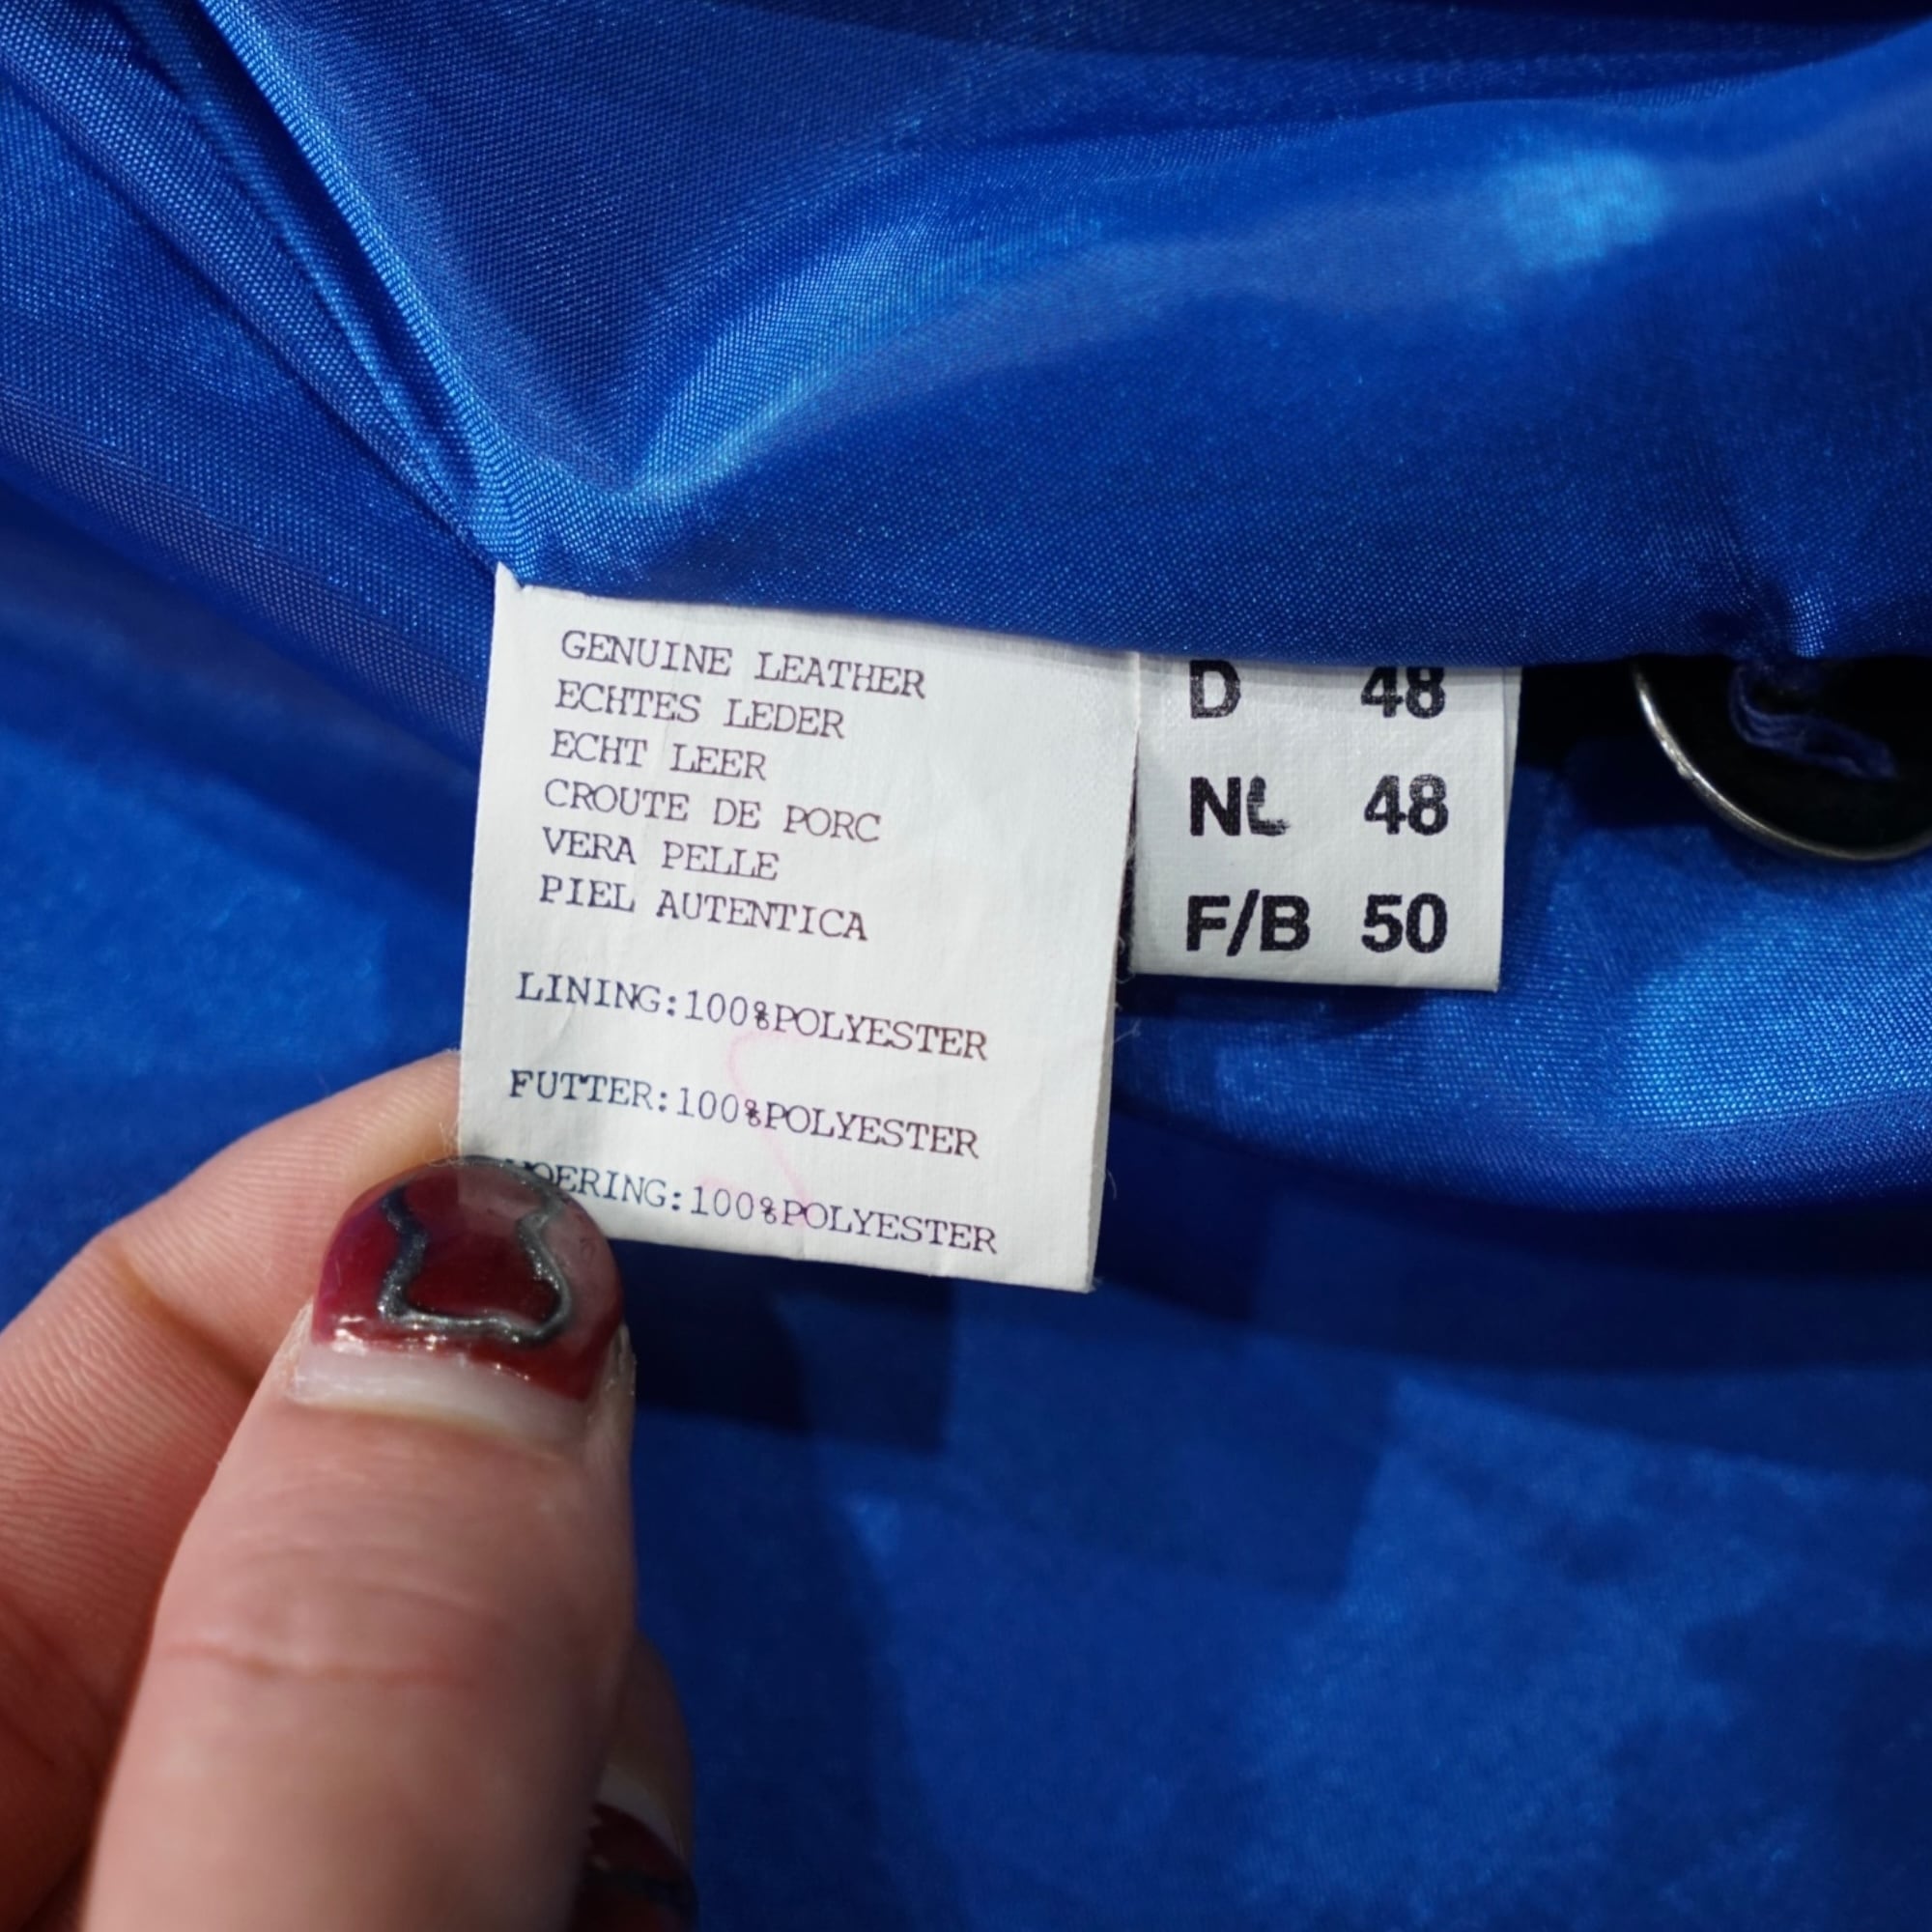 GENUINE LEATHER
ECHTES LEDER
ECHT LEER
CROUTE DE PORC
VERA PELLE
PIEL AUTENTICA
LINING:100%POLYESTER
FUTTER:100%POLYESTER
VOERING:100%POLYESTER
D 48
NL 48
F/B 50